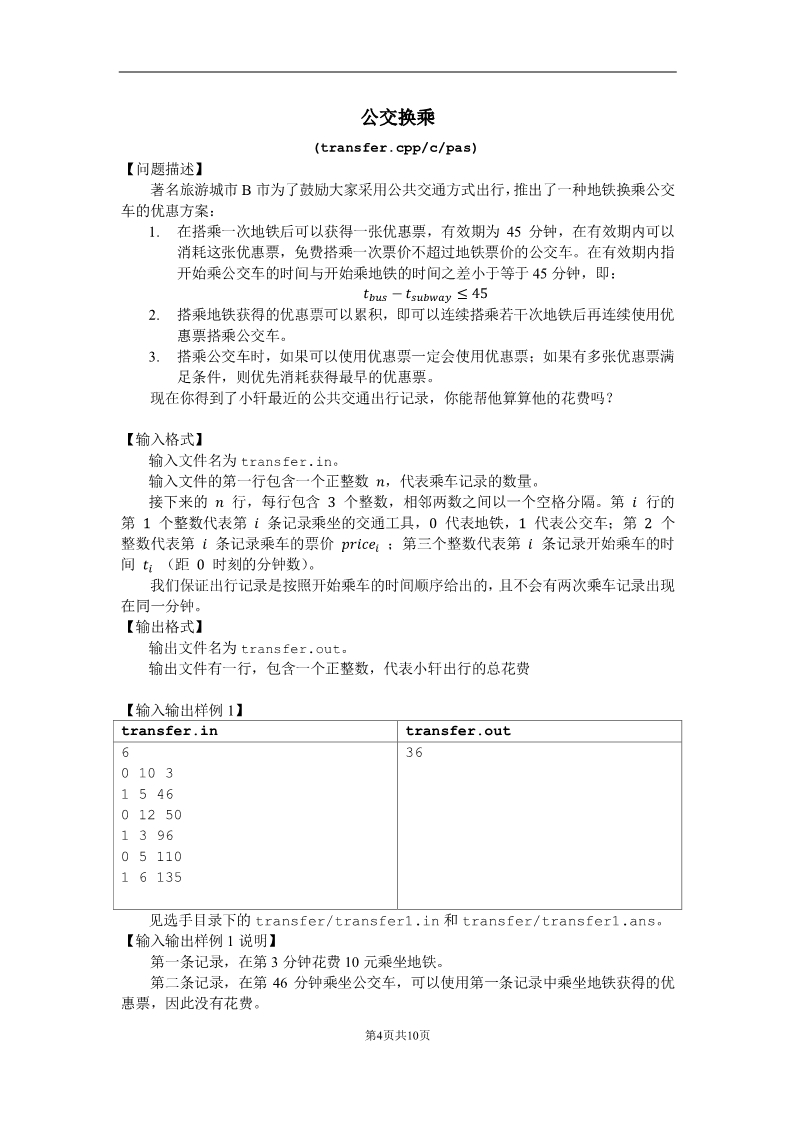 公交换乘
(transfer.cpp/c/pas)
【问题描述】
著名旅游城市 B 市为了鼓励大家采用公共交通方式出行，推出了一种地铁换乘公交
车的优惠方案：
1. 在搭乘一次地铁后可以获得一张优惠票，有效期为 45 分钟，在有效期内可以
消耗这张优惠票，免费搭乘一次票价不超过地铁票价的公交车。在有效期内指
开始乘公交车的时间与开始乘地铁的时间之差小于等于 45 分钟，即：
t_bus − t_subway ≤ 45
2. 搭乘地铁获得的优惠票可以累积，即可以连续搭乘若干次地铁后再连续使用优
惠票搭乘公交车。
3. 搭乘公交车时，如果可以使用优惠票一定会使用优惠票；如果有多张优惠票满
足条件，则优先消耗获得最早的优惠票。
现在你得到了小轩最近的公共交通出行记录，你能帮他算算他的花费吗？
【输入格式】
输入文件名为 transfer.in。
输入文件的第一行包含一个正整数 n，代表乘车记录的数量。
接下来的 n 行，每行包含 3 个整数，相邻两数之间以一个空格分隔。第 i 行的
第 1 个整数代表第 i 条记录乘坐的交通工具，0 代表地铁，1 代表公交车；第 2 个
整数代表第 i 条记录乘车的票价 price_i ；第三个整数代表第 i 条记录开始乘车的时
间 t_i （距 0 时刻的分钟数）。
我们保证出行记录是按照开始乘车的时间顺序给出的，且不会有两次乘车记录出现
在同一分钟。
【输出格式】
输出文件名为 transfer.out。
输出文件有一行，包含一个正整数，代表小轩出行的总花费
【输入输出样例 1】
transfer.in transfer.out
6 36
0 10 3
1 5 46
0 12 50
1 3 96
0 5 110
1 6 135
见选手目录下的 transfer/transfer1.in 和 transfer/transfer1.ans。
【输入输出样例 1 说明】
第一条记录，在第 3 分钟花费 10 元乘坐地铁。
第二条记录，在第 46 分钟乘坐公交车，可以使用第一条记录中乘坐地铁获得的优
惠票，因此没有花费。
第4页共10页